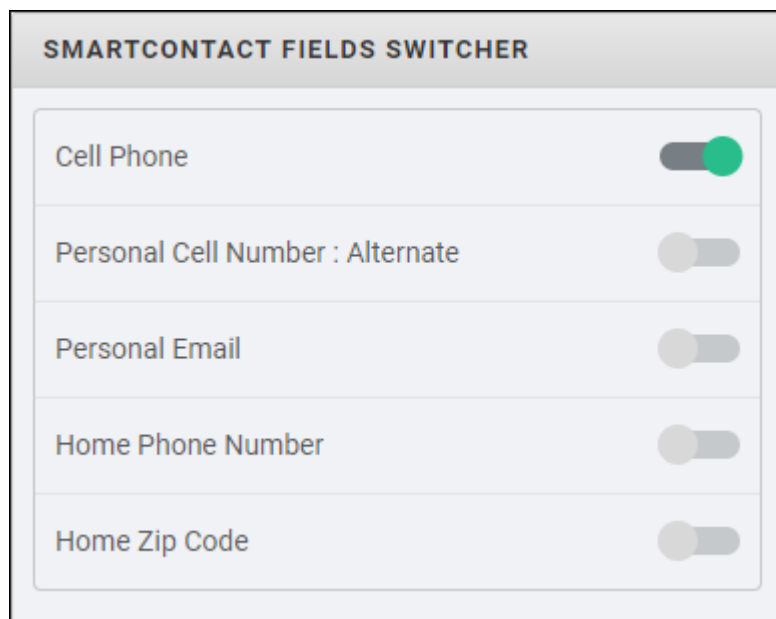 SMARTCONTACT FIELDS SWITCHER
Cell Phone
Personal Cell Number : Alternate
Personal Email
Home Phone Number
Home Zip Code